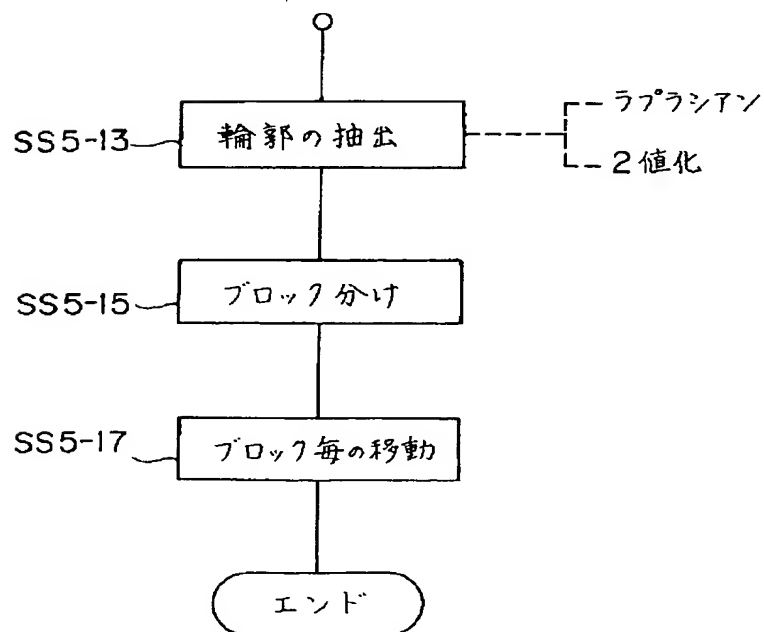 SS5-13
輪郭の抽出
ラプラシアン
2値化
SS5-15
ブロック分け
SS5-17
ブロック毎の移動
エンド